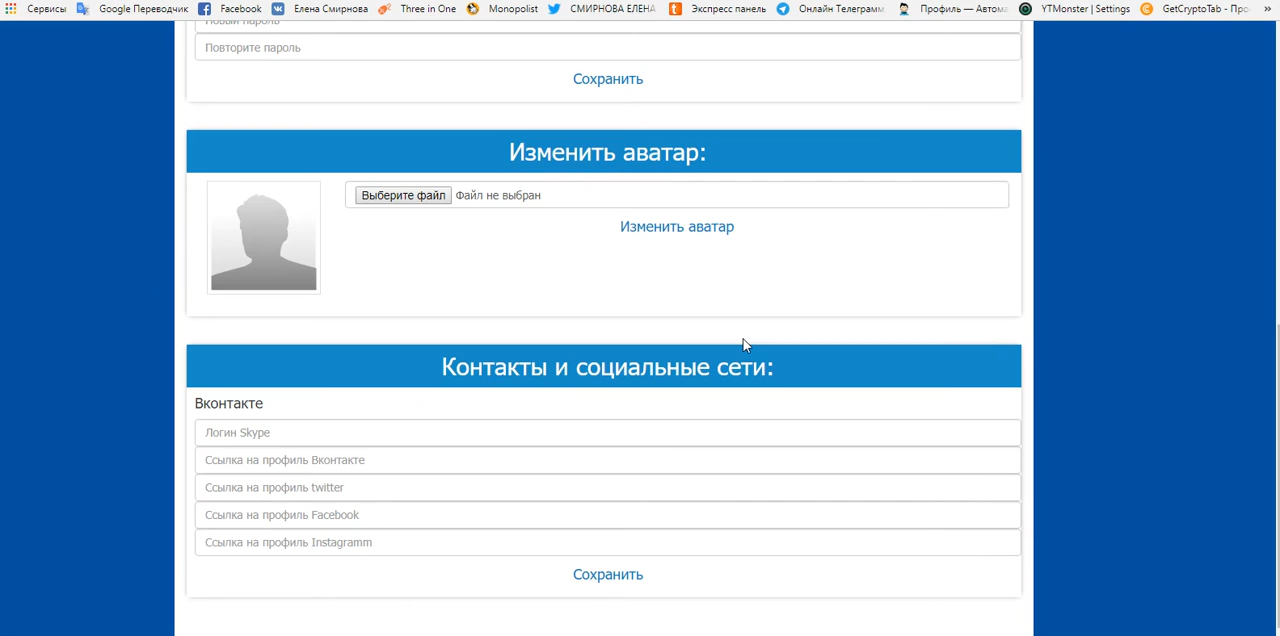 Сервисы Google Переводчик Facebook Елена Смирнова Three in One Monopolist СМИРНОВА ЕЛЕНА Экспресс панель Онлайн Телеграмм Профиль — Автома YTMonster | Settings GetCryptoTab - Про »
Новый пароль
Повторите пароль
Сохранить
Изменить аватар:
Выберите файл Файл не выбран
Изменить аватар
Контакты и социальные сети:
Вконтакте
Логин Skype
Ссылка на профиль Вконтакте
Ссылка на профиль twitter
Ссылка на профиль Facebook
Ссылка на профиль Instagramm
Сохранить